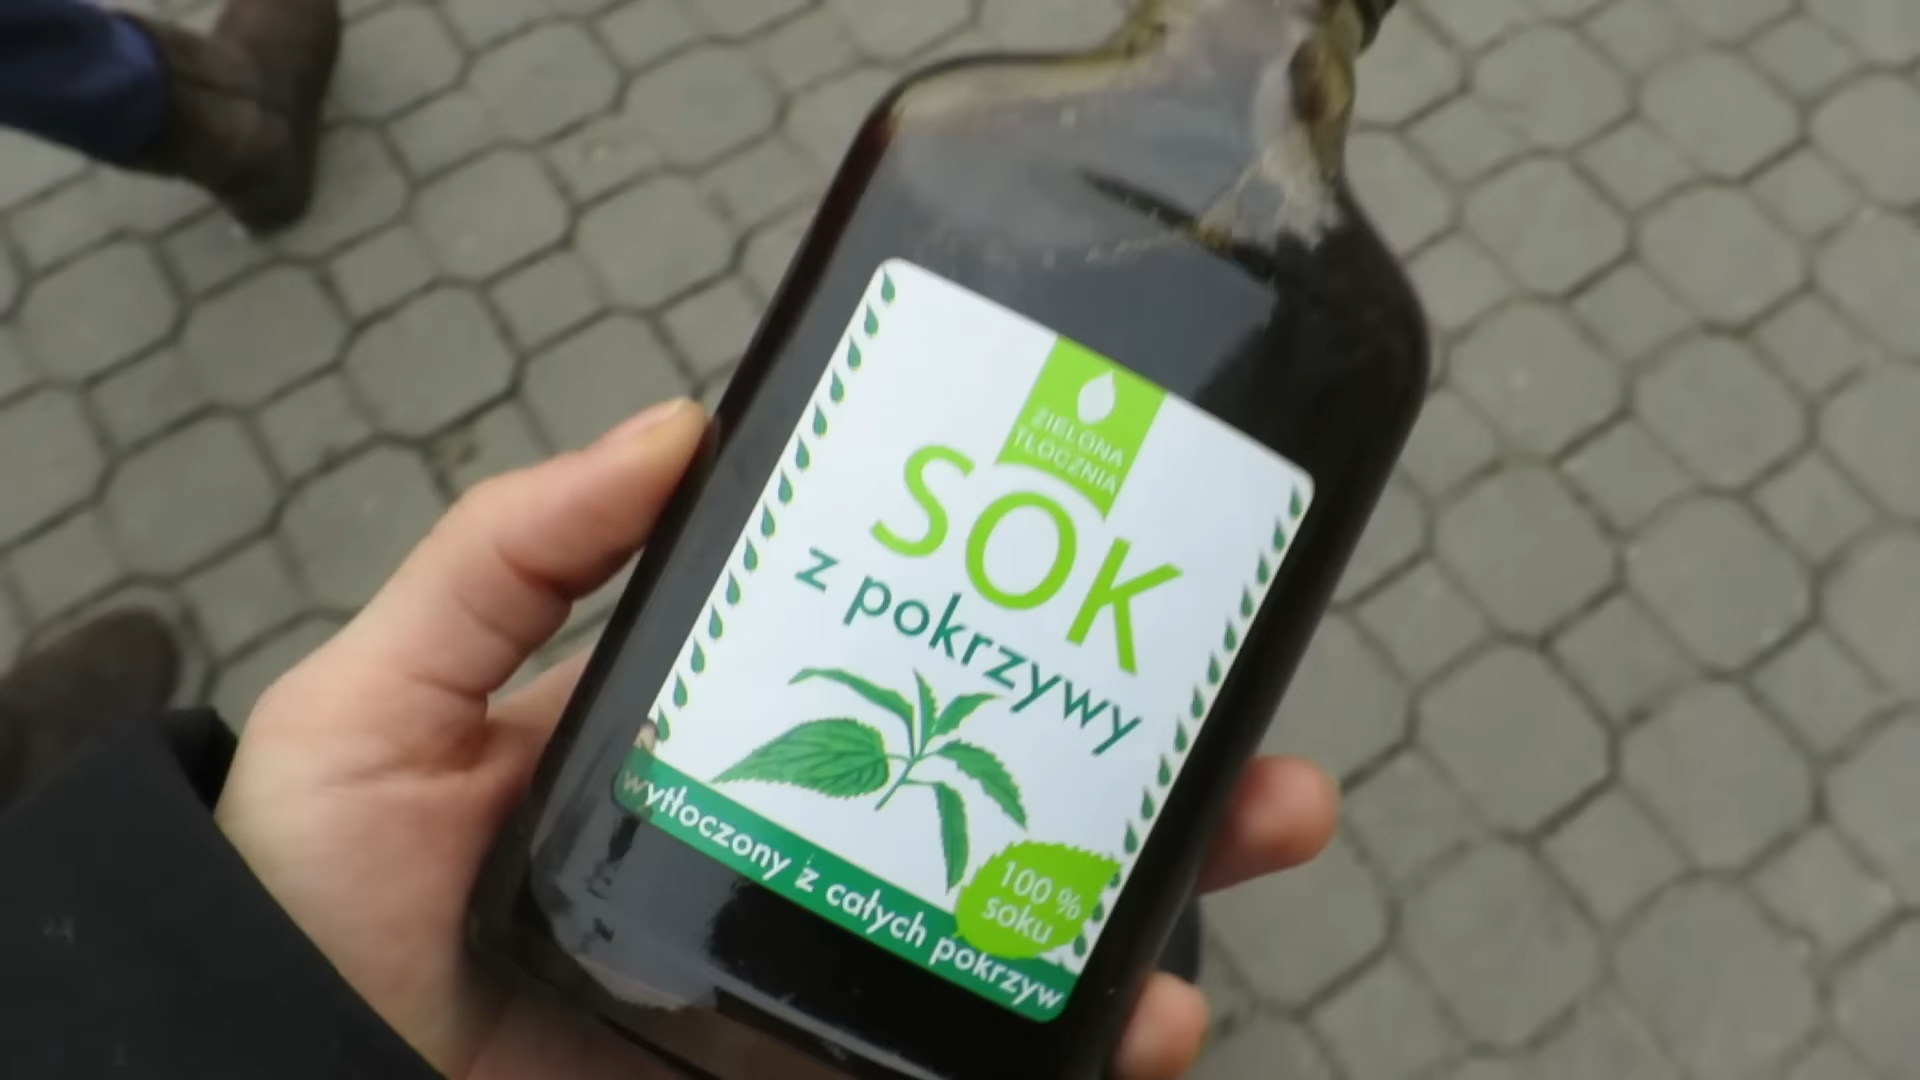 ZIELONA
TŁOCZNIA
SOK
z pokrzywy
100 %
soku
wytłoczony z całych pokrzyw